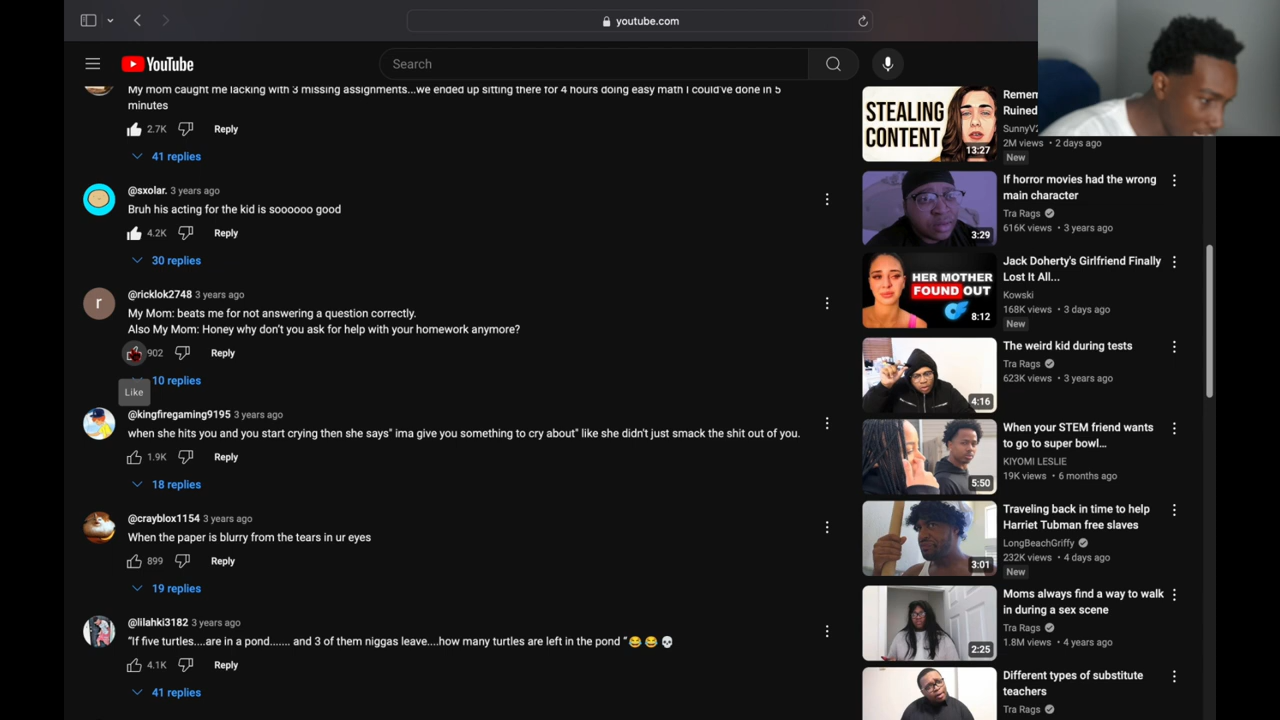 youtube.com
YouTube
Search
My mom caught me lacking with 3 missing assignments...we ended up sitting there for 4 hours doing easy math I could've done in 5
minutes
2.7K Reply
41 replies
@sxolar. 3 years ago
Bruh his acting for the kid is soooooo good
4.2K Reply
30 replies
r
@ricklok2748 3 years ago
My Mom: beats me for not answering a question correctly.
Also My Mom: Honey why don't you ask for help with your homework anymore?
902 Reply
Like
10 replies
@kingfiregaming9195 3 years ago
when she hits you and you start crying then she says" ima give you something to cry about" like she didn't just smack the shit out of you.
1.9K Reply
18 replies
@crayblox1154 3 years ago
When the paper is blurry from the tears in ur eyes
899 Reply
19 replies
@lilahki3182 3 years ago
"If five turtles....are in a pond....... and 3 of them niggas leave....how many turtles are left in the pond "😂😂💀
4.1K Reply
41 replies
STEALING
CONTENT
13:27
Ruined
SunnyV2
2M views • 2 days ago
New
3:29
If horror movies had the wrong
main character
Tra Rags
616K views • 3 years ago
HER MOTHER
FOUND OUT
8:12
Jack Doherty's Girlfriend Finally
Lost It All...
Kowski
168K views • 3 days ago
New
4:16
The weird kid during tests
Tra Rags
623K views • 3 years ago
5:50
When your STEM friend wants
to go to super bowl...
KIYOMI LESLIE
19K views • 6 months ago
3:01
Traveling back in time to help
Harriet Tubman free slaves
LongBeachGriffy
232K views • 4 days ago
New
2:25
Moms always find a way to walk
in during a sex scene
Tra Rags
1.8M views • 4 years ago
Different types of substitute
teachers
Tra Rags